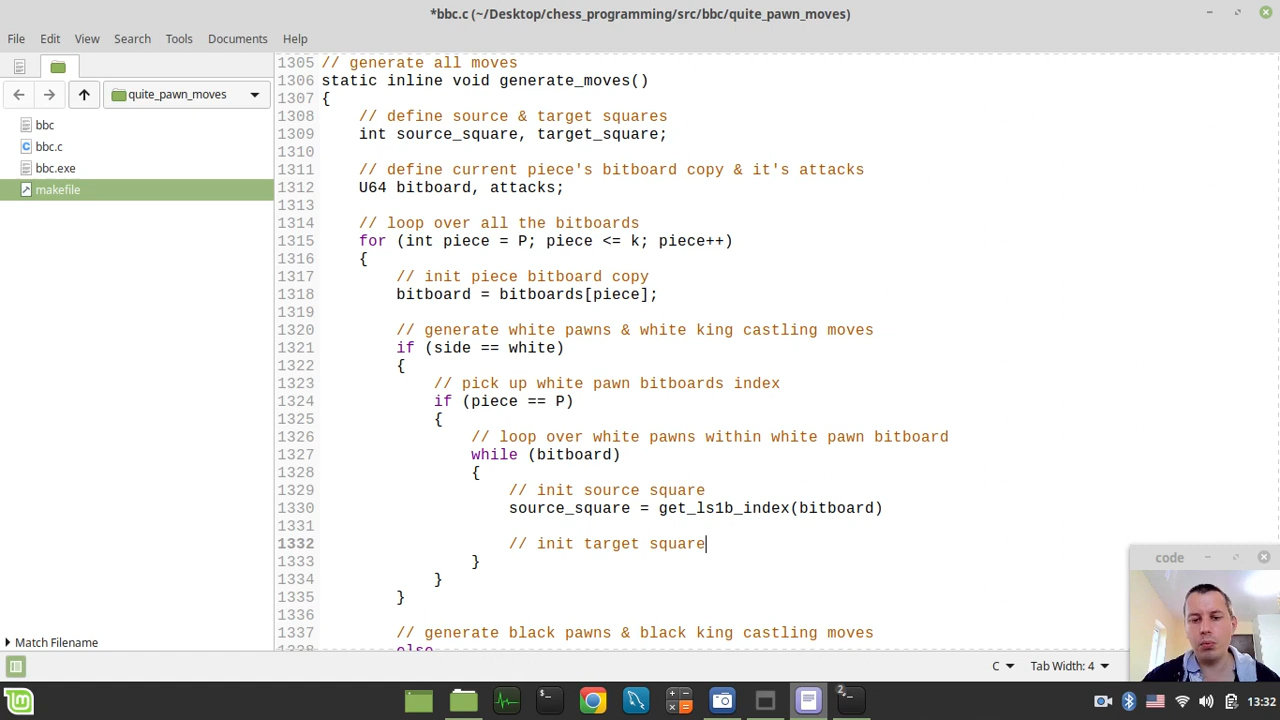 *bbc.c (~/Desktop/chess_programming/src/bbc/quite_pawn_moves)
File Edit View Search Tools Documents Help
quite_pawn_moves
bbc
bbc.c
bbc.exe
makefile
Match Filename
1305 // generate all moves
1306 static inline void generate_moves()
1307 {
1308     // define source & target squares
1309     int source_square, target_square;
1310
1311     // define current piece's bitboard copy & it's attacks
1312     U64 bitboard, attacks;
1313
1314     // loop over all the bitboards
1315     for (int piece = P; piece <= k; piece++)
1316     {
1317         // init piece bitboard copy
1318         bitboard = bitboards[piece];
1319
1320         // generate white pawns & white king castling moves
1321         if (side == white)
1322         {
1323             // pick up white pawn bitboards index
1324             if (piece == P)
1325             {
1326                 // loop over white pawns within white pawn bitboard
1327                 while (bitboard)
1328                 {
1329                     // init source square
1330                     source_square = get_ls1b_index(bitboard)
1331
1332                     // init target square
1333                 }
1334             }
1335         }
1336
1337         // generate black pawns & black king castling moves
1338         else
code
C Tab Width: 4
13:32